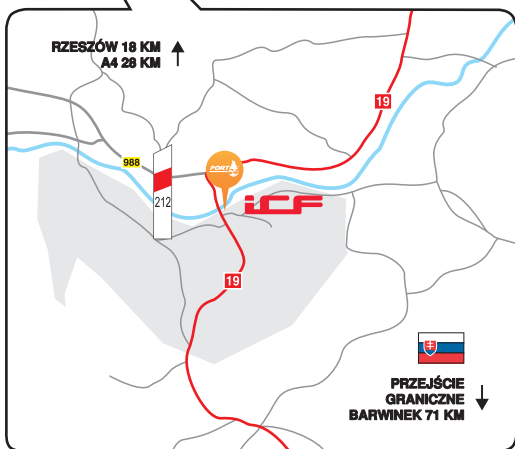 RZESZÓW 18 KM
A4 28 KM
19
988
PORT
212
iCF
19
PRZEJŚCIE
GRANICZNE
BARWINEK 71 KM